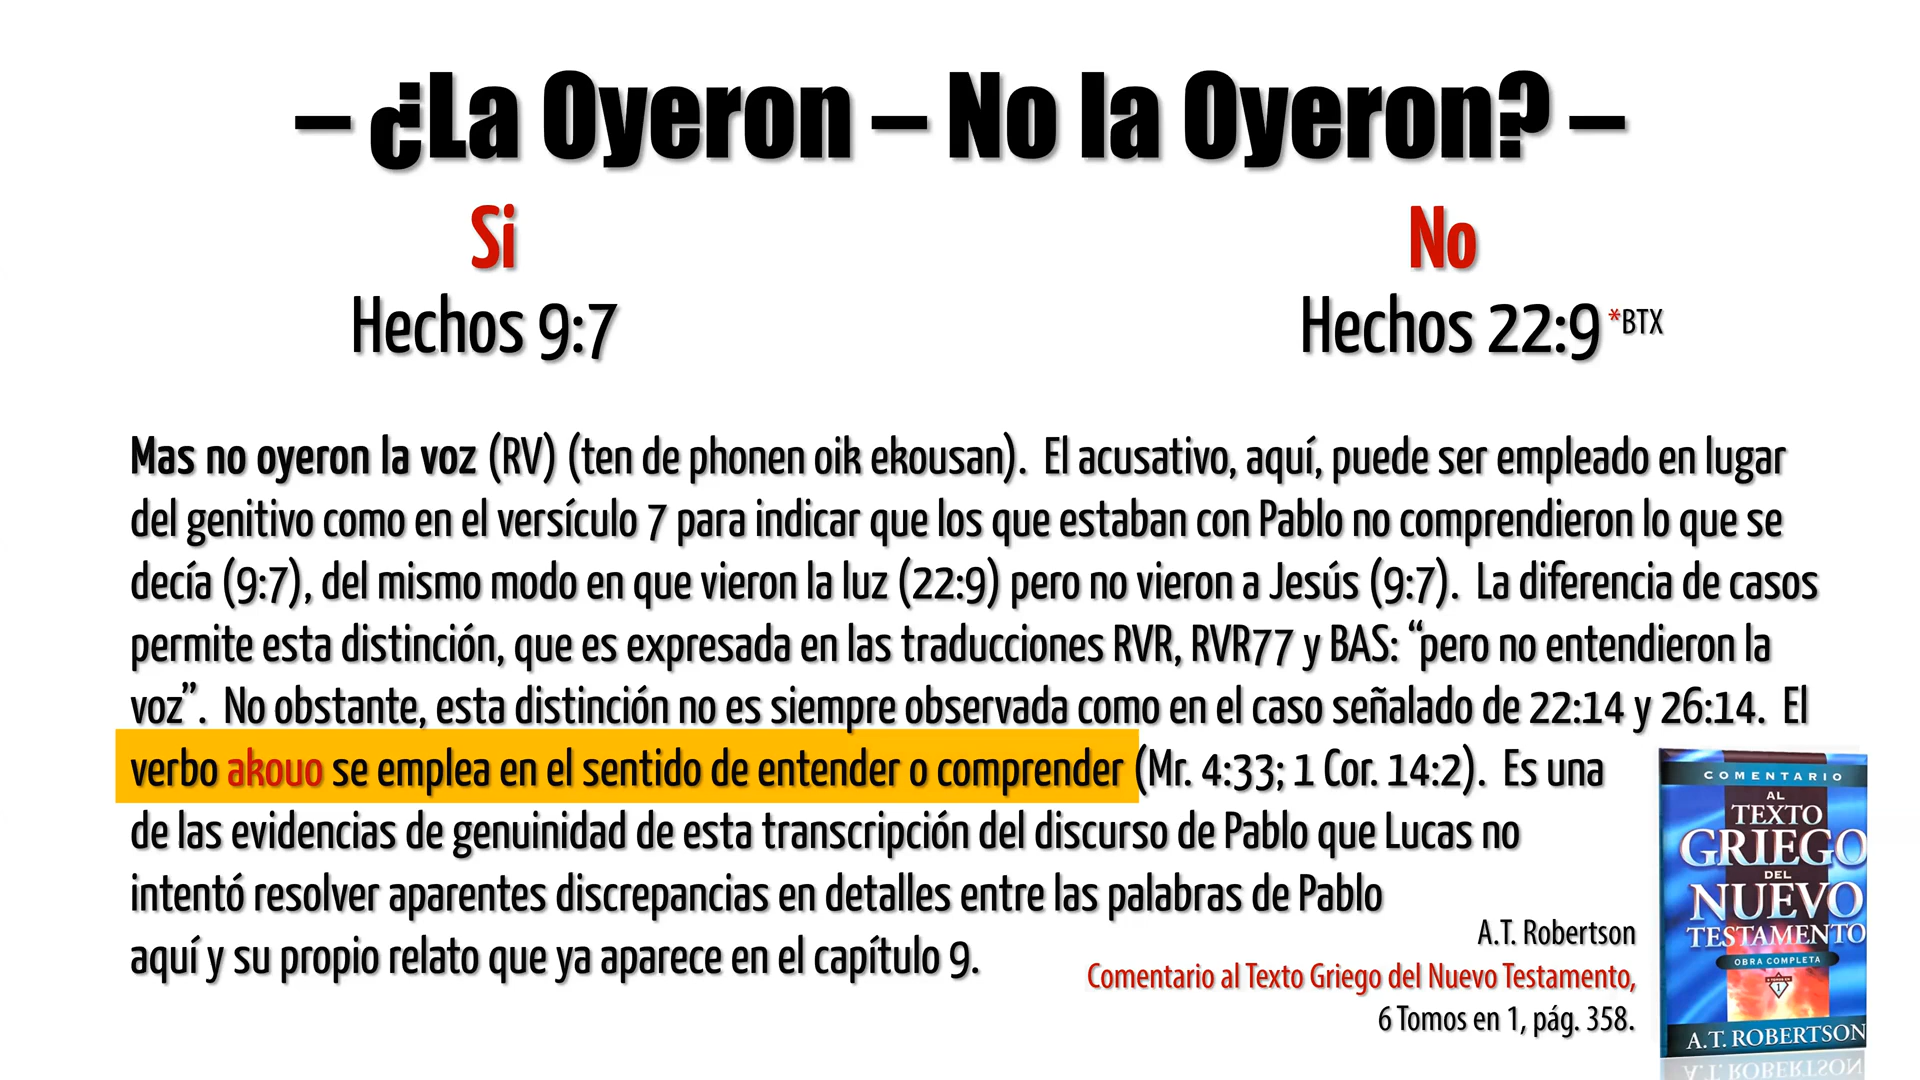 – ¿La Oyeron – No la Oyeron? –
Si
No
Hechos 9:7
Hechos 22:9 *BTX
Mas no oyeron la voz (RV) (ten de phonen oik ekousan). El acusativo, aquí, puede ser empleado en lugar
del genitivo como en el versículo 7 para indicar que los que estaban con Pablo no comprendieron lo que se
decía (9:7), del mismo modo en que vieron la luz (22:9) pero no vieron a Jesús (9:7). La diferencia de casos
permite esta distinción, que es expresada en las traducciones RVR, RVR77 y BAS: “pero no entendieron la
voz”. No obstante, esta distinción no es siempre observada como en el caso señalado de 22:14 y 26:14. El
verbo akouo se emplea en el sentido de entender o comprender (Mr. 4:33; 1 Cor. 14:2). Es una
de las evidencias de genuinidad de esta transcripción del discurso de Pablo que Lucas no
intentó resolver aparentes discrepancias en detalles entre las palabras de Pablo
aquí y su propio relato que ya aparece en el capítulo 9.
A.T. Robertson
Comentario al Texto Griego del Nuevo Testamento,
6 Tomos en 1, pág. 358.
COMENTARIO
AL
TEXTO
GRIEGO
DEL
NUEVO
TESTAMENTO
OBRA COMPLETA
1
A.T. ROBERTSON